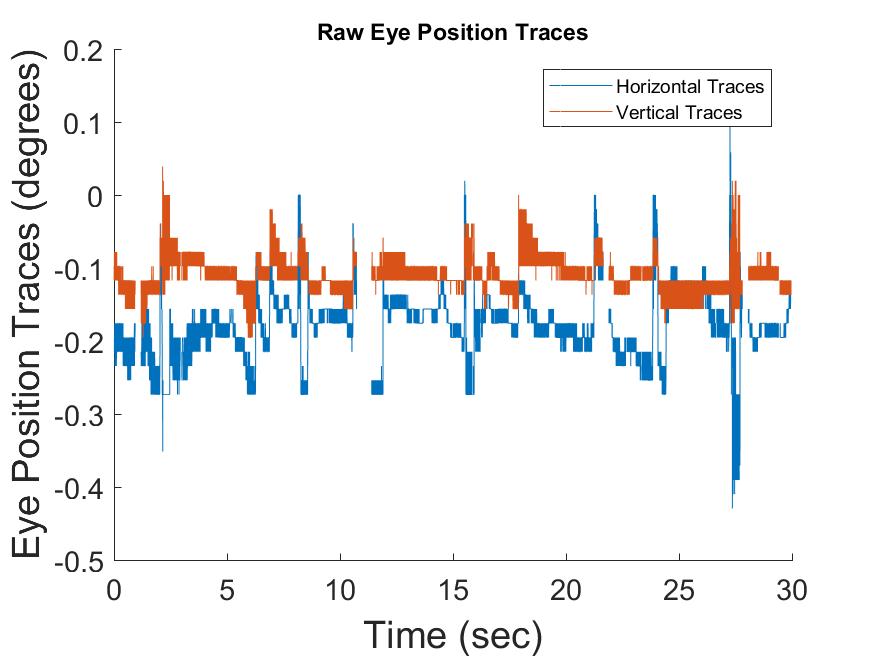 Raw Eye Position Traces
Horizontal Traces
Vertical Traces
Eye Position Traces (degrees)
0.2
0.1
0
-0.1
-0.2
-0.3
-0.4
-0.5
0 5 10 15 20 25 30
Time (sec)